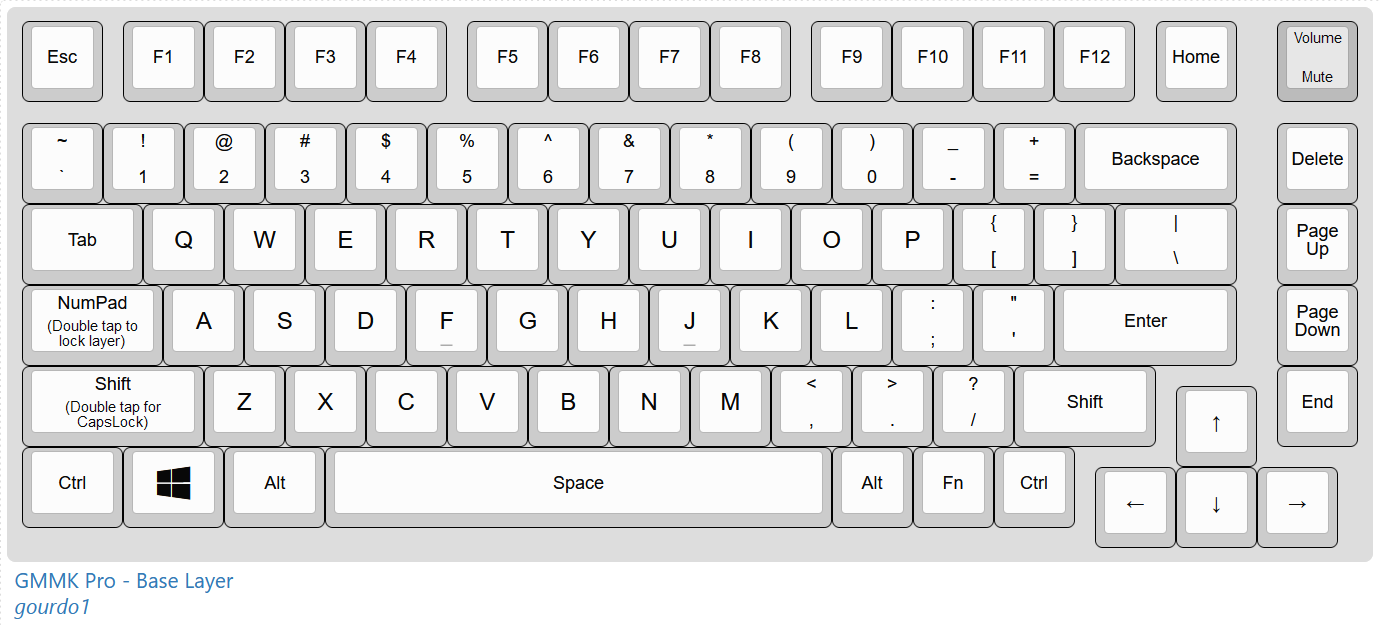 Esc F1 F2 F3 F4 F5 F6 F7 F8 F9 F10 F11 F12 Home Volume
Mute
~ ! @ # $ % ^ & * ( ) _ + Backspace Delete
` 1 2 3 4 5 6 7 8 9 0 - =
Tab Q W E R T Y U I O P { } | Page
[ ] \ Up
NumPad A S D F G H J K L : " Enter Page
(Double tap to ; ' Down
lock layer)
Shift Z X C V B N M < > ? Shift End
(Double tap for , . / ↑
CapsLock)
Ctrl Alt Space Alt Fn Ctrl ← ↓ →
GMMK Pro - Base Layer
gourdo1